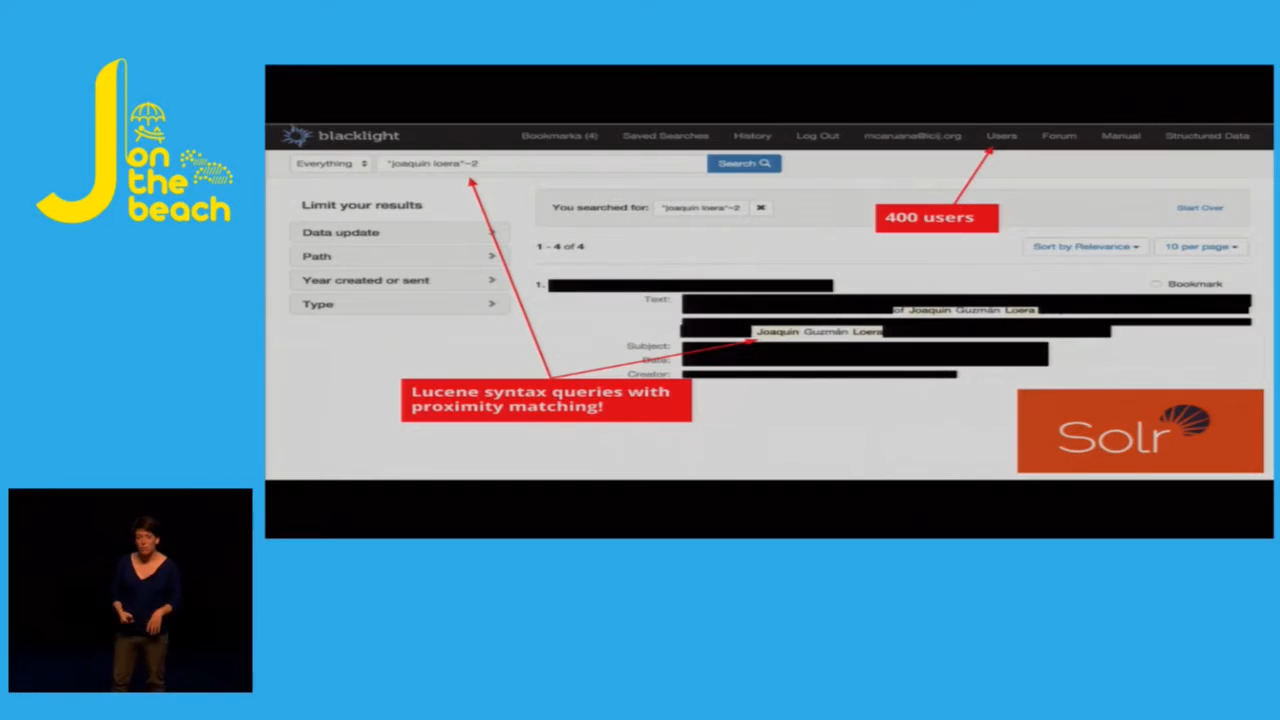 J
on
the
beach
blacklight
Bookmarks (4) Saved Searches History Log Out mcaruana@icij.org Users Forum Manual Structured Data
Everything "joaquin loera"~2 Search
Limit your results
Data update
Path
Year created or sent
Type
You searched for: "joaquin loera"~2 ✖ Start Over
400 users
1 - 4 of 4 Sort by Relevance 10 per page
1. Bookmark
Text:
of Joaquin Guzmán Loera
Joaquin Guzmán Loera
Subject:
Date:
Creator:
Lucene syntax queries with
proximity matching!
Solr